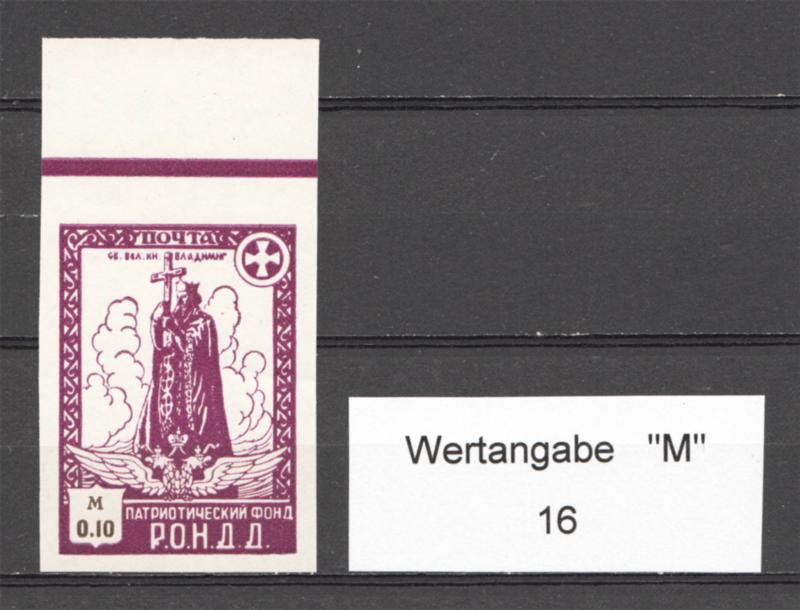 ПОЧТА
СВ. ВЕЛ. КН. ВЛАДИМИР
М
0.10
ПАТРИОТИЧЕСКИЙ ФОНД
Р.О.Н.Д.Д.
Wertangabe "M"
16